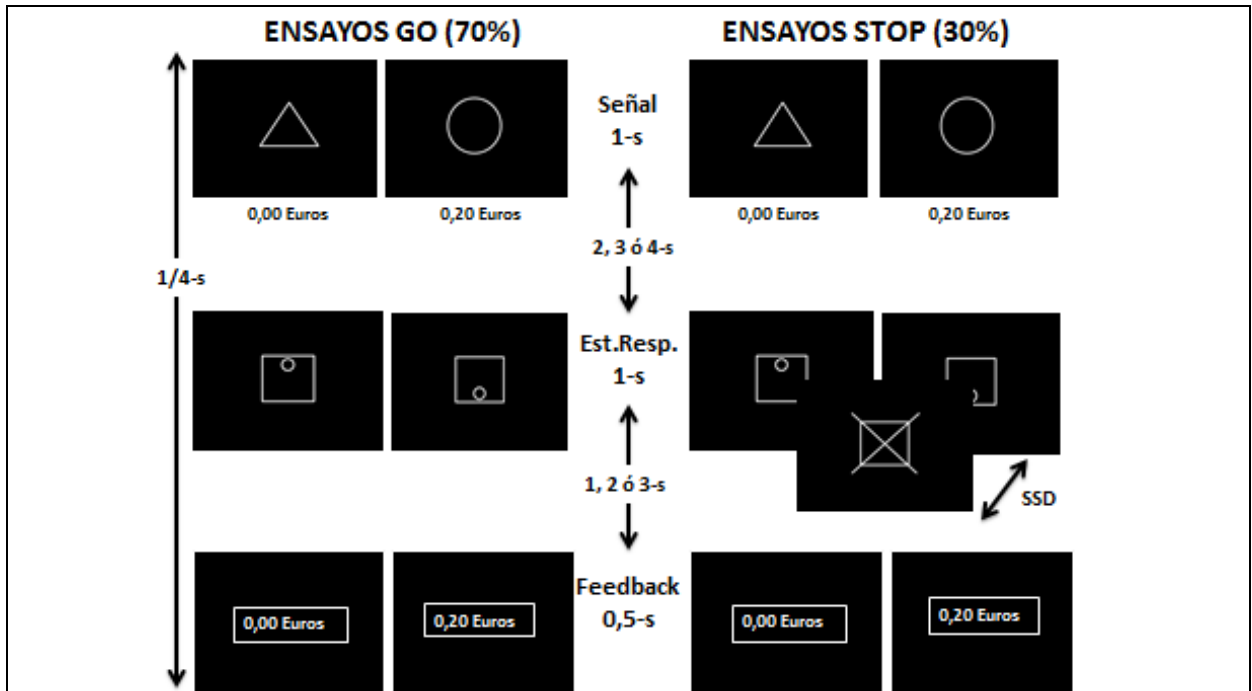 ENSAYOS GO (70%)
ENSAYOS STOP (30%)
Señal
1-s
0,00 Euros
0,20 Euros
0,00 Euros
0,20 Euros
2, 3 ó 4-s
1/4-s
Est.Resp.
1-s
1, 2 ó 3-s
SSD
Feedback
0,5-s
0,00 Euros
0,20 Euros
0,00 Euros
0,20 Euros